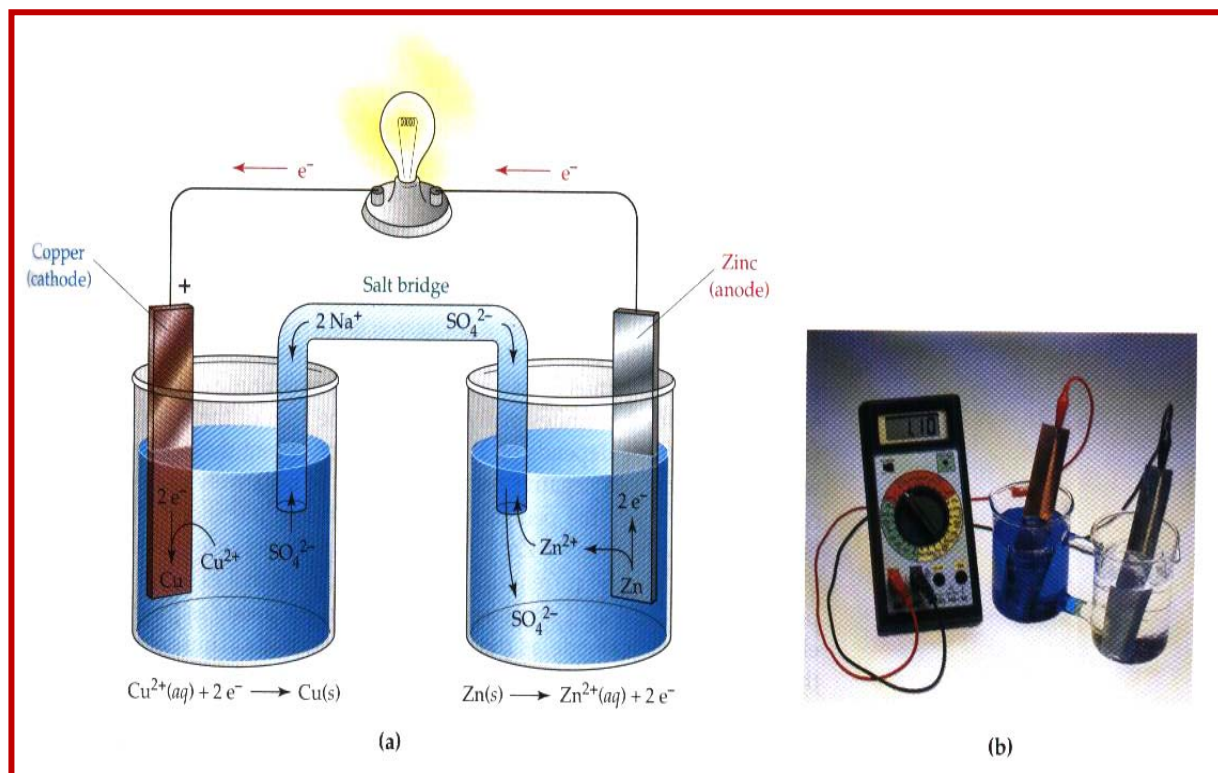 e⁻
e⁻
Copper
(cathode)
+
Salt bridge
Zinc
(anode)
2 Na⁺
SO₄²⁻
2 e⁻
Cu²⁺
Cu
SO₄²⁻
2 e⁻
Zn²⁺
Zn
SO₄²⁻
Cu²⁺(aq) + 2 e⁻ ⟶ Cu(s)
Zn(s) ⟶ Zn²⁺(aq) + 2 e⁻
(a)
1.10
(b)